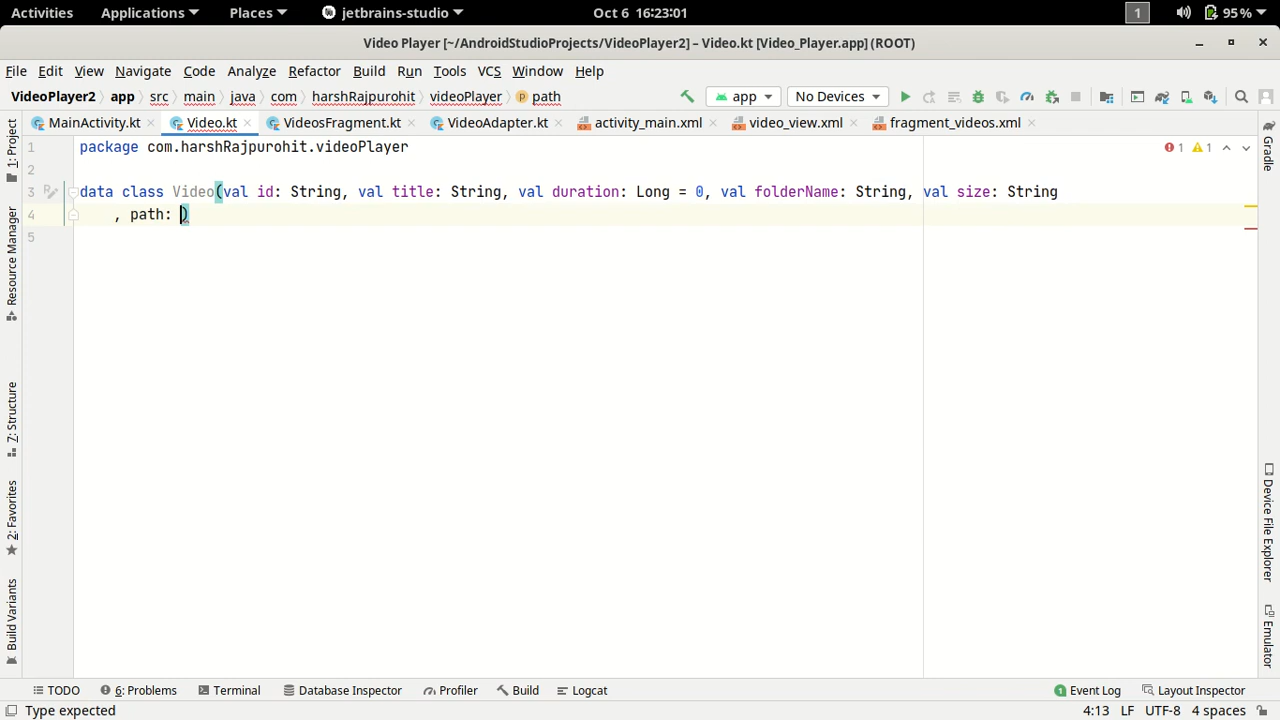 Activities Applications Places jetbrains-studio Oct 6 16:23:01 1 95%
Video Player [~/AndroidStudioProjects/VideoPlayer2] – Video.kt [Video_Player.app] (ROOT)
File Edit View Navigate Code Analyze Refactor Build Run Tools VCS Window Help
VideoPlayer2 app src main java com harshRajpurohit videoPlayer path app No Devices
MainActivity.kt Video.kt VideosFragment.kt VideoAdapter.kt activity_main.xml video_view.xml fragment_videos.xml
1 package com.harshRajpurohit.videoPlayer 1 1
2
3 data class Video(val id: String, val title: String, val duration: Long = 0, val folderName: String, val size: String
4 , path: )
5
1: Project
Resource Manager
Z: Structure
2: Favorites
Build Variants
Gradle
Device File Explorer
Emulator
TODO 6: Problems Terminal Database Inspector Profiler Build Logcat 1 Event Log Layout Inspector
Type expected 4:13 LF UTF-8 4 spaces